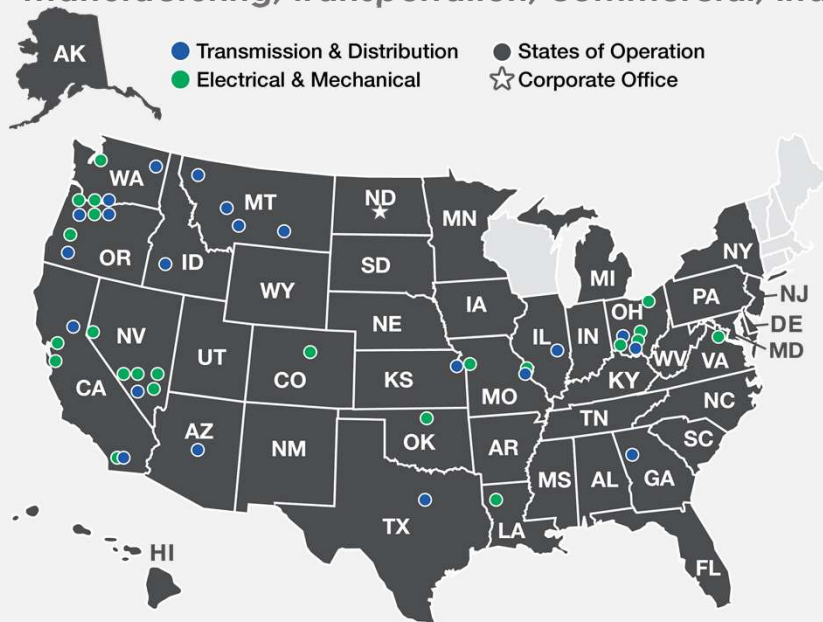 Transmission & Distribution
Electrical & Mechanical
States of Operation
Corporate Office
AK
WA
MT
ND
MN
OR
ID
SD
WY
MI
NY
PA
NJ
DE
MD
IA
NE
NV
UT
CO
KS
MO
IL
IN
OH
WV
VA
KY
CA
AZ
NM
OK
AR
TN
NC
SC
MS
AL
GA
TX
LA
FL
HI